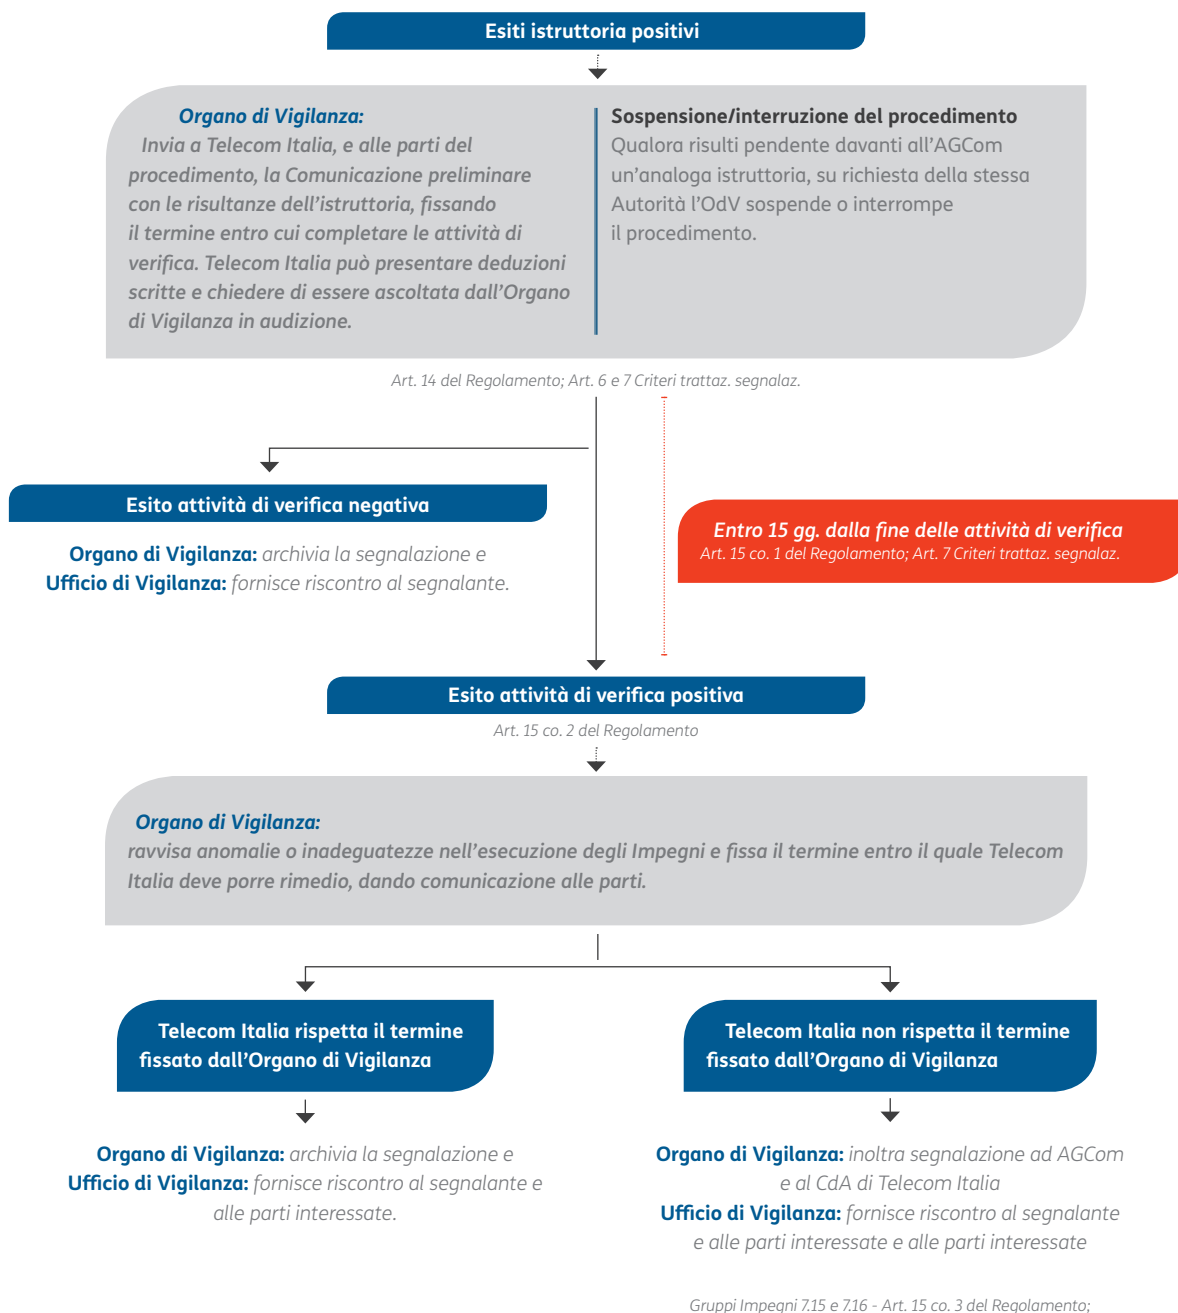 Esiti istruttoria positivi
Organo di Vigilanza:
Invia a Telecom Italia, e alle parti del
procedimento, la Comunicazione preliminare
con le risultanze dell’istruttoria, fissando
il termine entro cui completare le attività di
verifica. Telecom Italia può presentare deduzioni
scritte e chiedere di essere ascoltata dall’Organo
di Vigilanza in audizione.
Sospensione/interruzione del procedimento
Qualora risulti pendente davanti all’AGCom
un’analoga istruttoria, su richiesta della stessa
Autorità l’OdV sospende o interrompe
il procedimento.
Art. 14 del Regolamento; Art. 6 e 7 Criteri trattaz. segnalaz.
Esito attività di verifica negativa
Organo di Vigilanza: archivia la segnalazione e
Ufficio di Vigilanza: fornisce riscontro al segnalante.
Entro 15 gg. dalla fine delle attività di verifica
Art. 15 co. 1 del Regolamento; Art. 7 Criteri trattaz. segnalaz.
Esito attività di verifica positiva
Art. 15 co. 2 del Regolamento
Organo di Vigilanza:
ravvisa anomalie o inadeguatezze nell’esecuzione degli Impegni e fissa il termine entro il quale Telecom
Italia deve porre rimedio, dando comunicazione alle parti.
Telecom Italia rispetta il termine
fissato dall’Organo di Vigilanza
Organo di Vigilanza: archivia la segnalazione e
Ufficio di Vigilanza: fornisce riscontro al segnalante e
alle parti interessate.
Telecom Italia non rispetta il termine
fissato dall’Organo di Vigilanza
Organo di Vigilanza: inoltra segnalazione ad AGCom
e al CdA di Telecom Italia
Ufficio di Vigilanza: fornisce riscontro al segnalante
e alle parti interessate e alle parti interessate
Gruppi Impegni 7.15 e 7.16 - Art. 15 co. 3 del Regolamento;